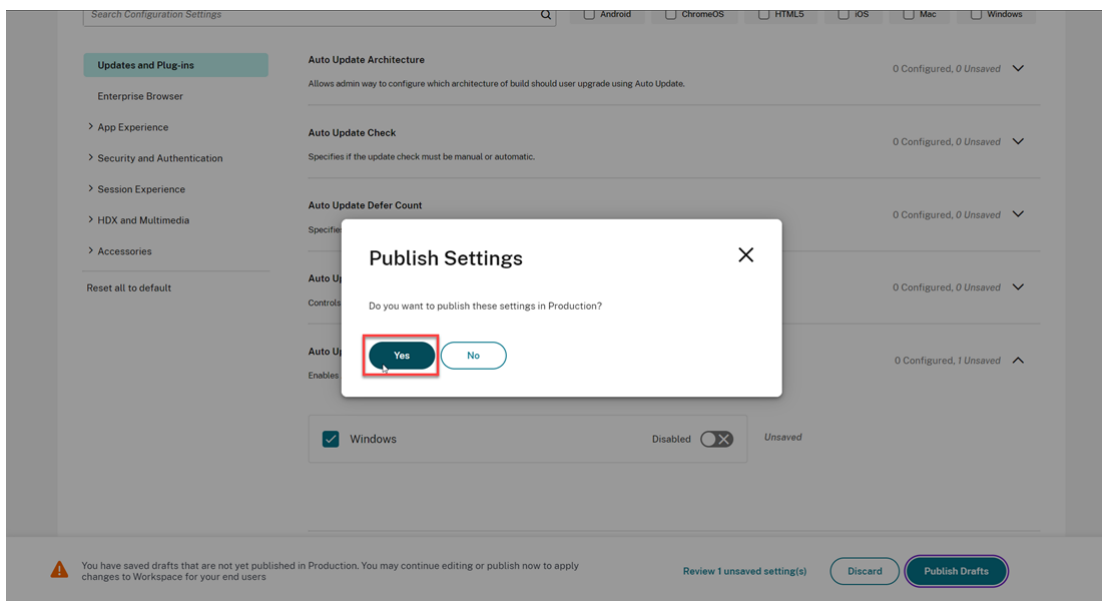 Search Configuration Settings
Android
ChromeOS
HTML5
iOS
Mac
Windows
Updates and Plug-ins
Enterprise Browser
App Experience
Security and Authentication
Session Experience
HDX and Multimedia
Accessories
Reset all to default
Auto Update Architecture
0 Configured, 0 Unsaved
Allows admin way to configure which architecture of build should user upgrade using Auto Update.
Auto Update Check
0 Configured, 0 Unsaved
Specifies if the update check must be manual or automatic.
Auto Update Defer Count
0 Configured, 0 Unsaved
Auto
0 Configured, 0 Unsaved
Controls
Auto
0 Configured, 1 Unsaved
Enables
Publish Settings
Do you want to publish these settings in Production?
Yes
No
Windows
Disabled
Unsaved
You have saved drafts that are not yet published in Production. You may continue editing or publish now to apply
changes to Workspace for your end users
Review 1 unsaved setting(s)
Discard
Publish Drafts